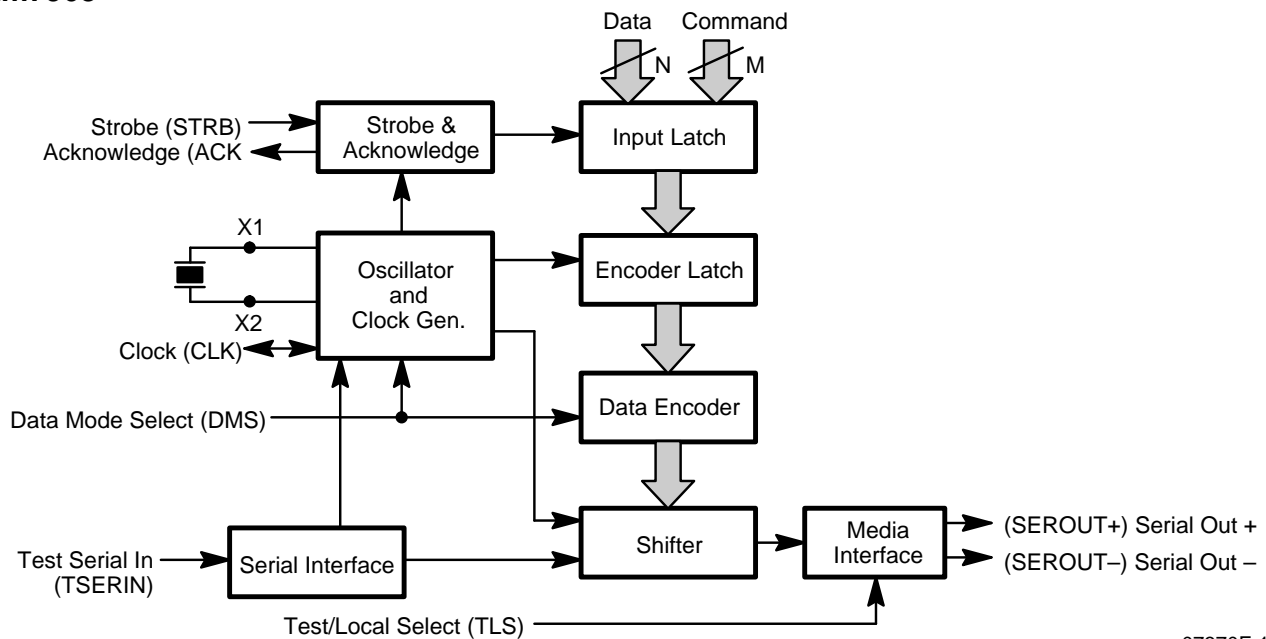 Data
Command
N
M
Strobe (STRB)
Acknowledge (ACK
Strobe &
Acknowledge
Input Latch
X1
X2
Oscillator
and
Clock Gen.
Encoder Latch
Clock (CLK)
Data Mode Select (DMS)
Data Encoder
Test Serial In
(TSERIN)
Serial Interface
Shifter
Media
Interface
(SEROUT+) Serial Out +
(SEROUT–) Serial Out –
Test/Local Select (TLS)